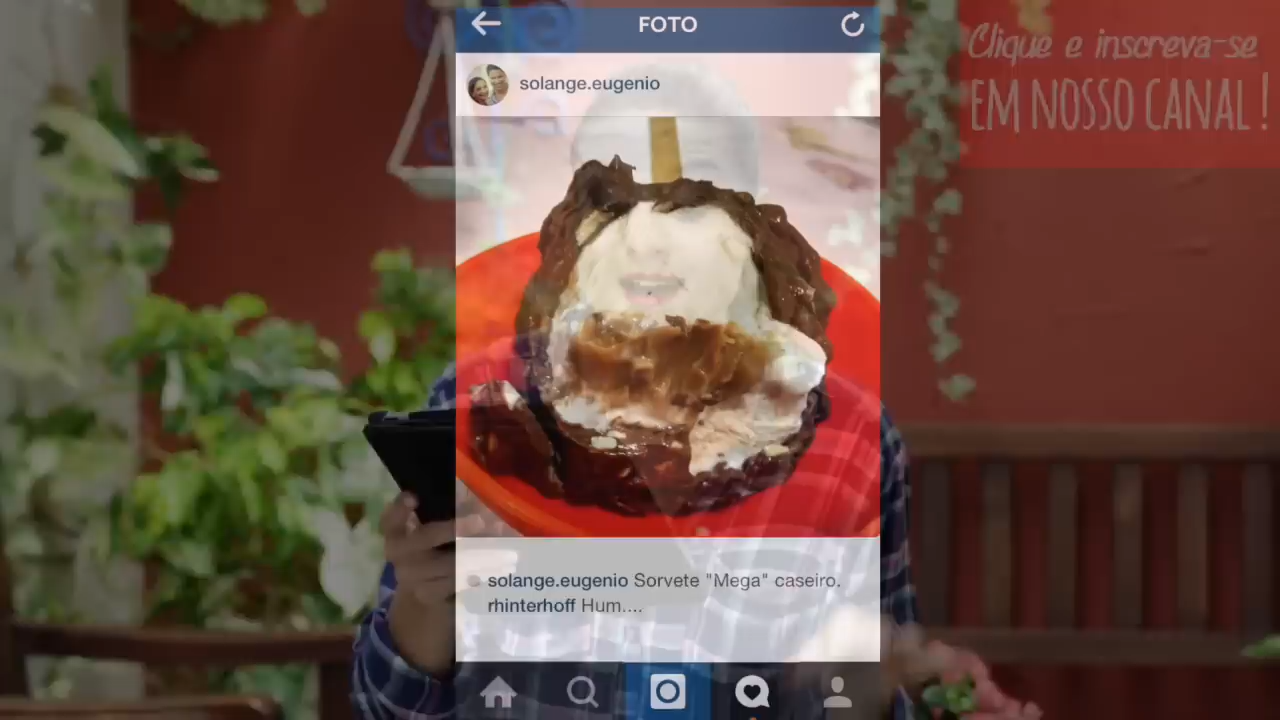 FOTO
Clique e inscreva-se
EM NOSSO CANAL!
solange.eugenio
solange.eugenio Sorvete "Mega" caseiro.
rhinterhoff Hum....